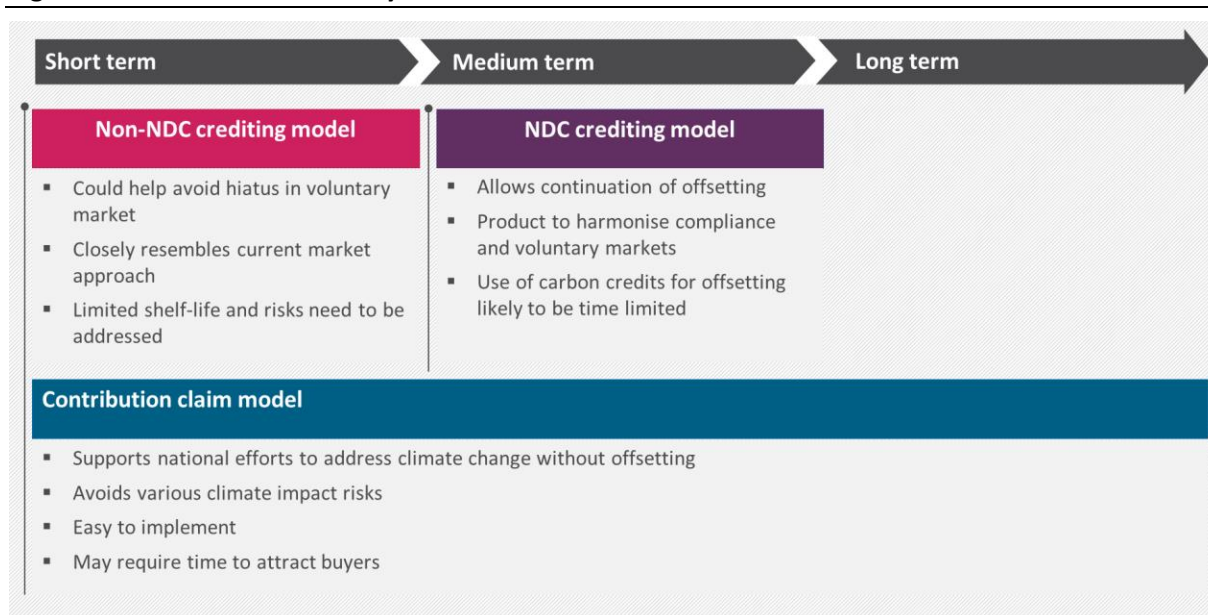 Short term
Medium term
Long term
Non-NDC crediting model
▪ Could help avoid hiatus in voluntary
market
▪ Closely resembles current market
approach
▪ Limited shelf-life and risks need to be
addressed
NDC crediting model
▪ Allows continuation of offsetting
▪ Product to harmonise compliance
and voluntary markets
▪ Use of carbon credits for offsetting
likely to be time limited
Contribution claim model
▪ Supports national efforts to address climate change without offsetting
▪ Avoids various climate impact risks
▪ Easy to implement
▪ May require time to attract buyers